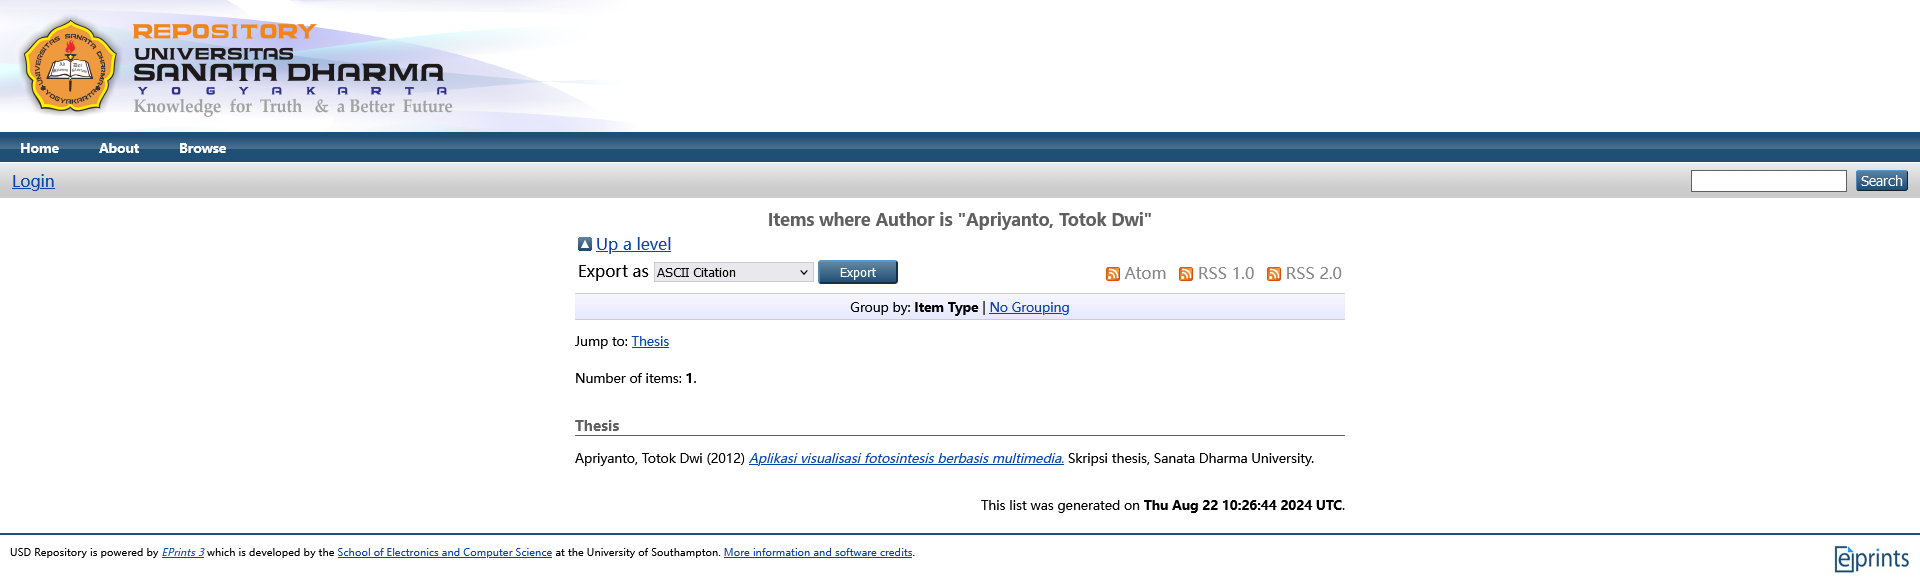 REPOSITORY
UNIVERSITAS
SANATA DHARMA
YOGYAKARTA
Knowledge for Truth & a Better Future
Home About Browse
Login Search
Items where Author is "Apriyanto, Totok Dwi"
Up a level
Export as ASCII Citation Export Atom RSS 1.0 RSS 2.0
Group by: Item Type | No Grouping
Jump to: Thesis
Number of items: 1.
Thesis
Apriyanto, Totok Dwi (2012) Aplikasi visualisasi fotosintesis berbasis multimedia. Skripsi thesis, Sanata Dharma University.
This list was generated on Thu Aug 22 10:26:44 2024 UTC.
USD Repository is powered by EPrints 3 which is developed by the School of Electronics and Computer Science at the University of Southampton. More information and software credits.
eprints